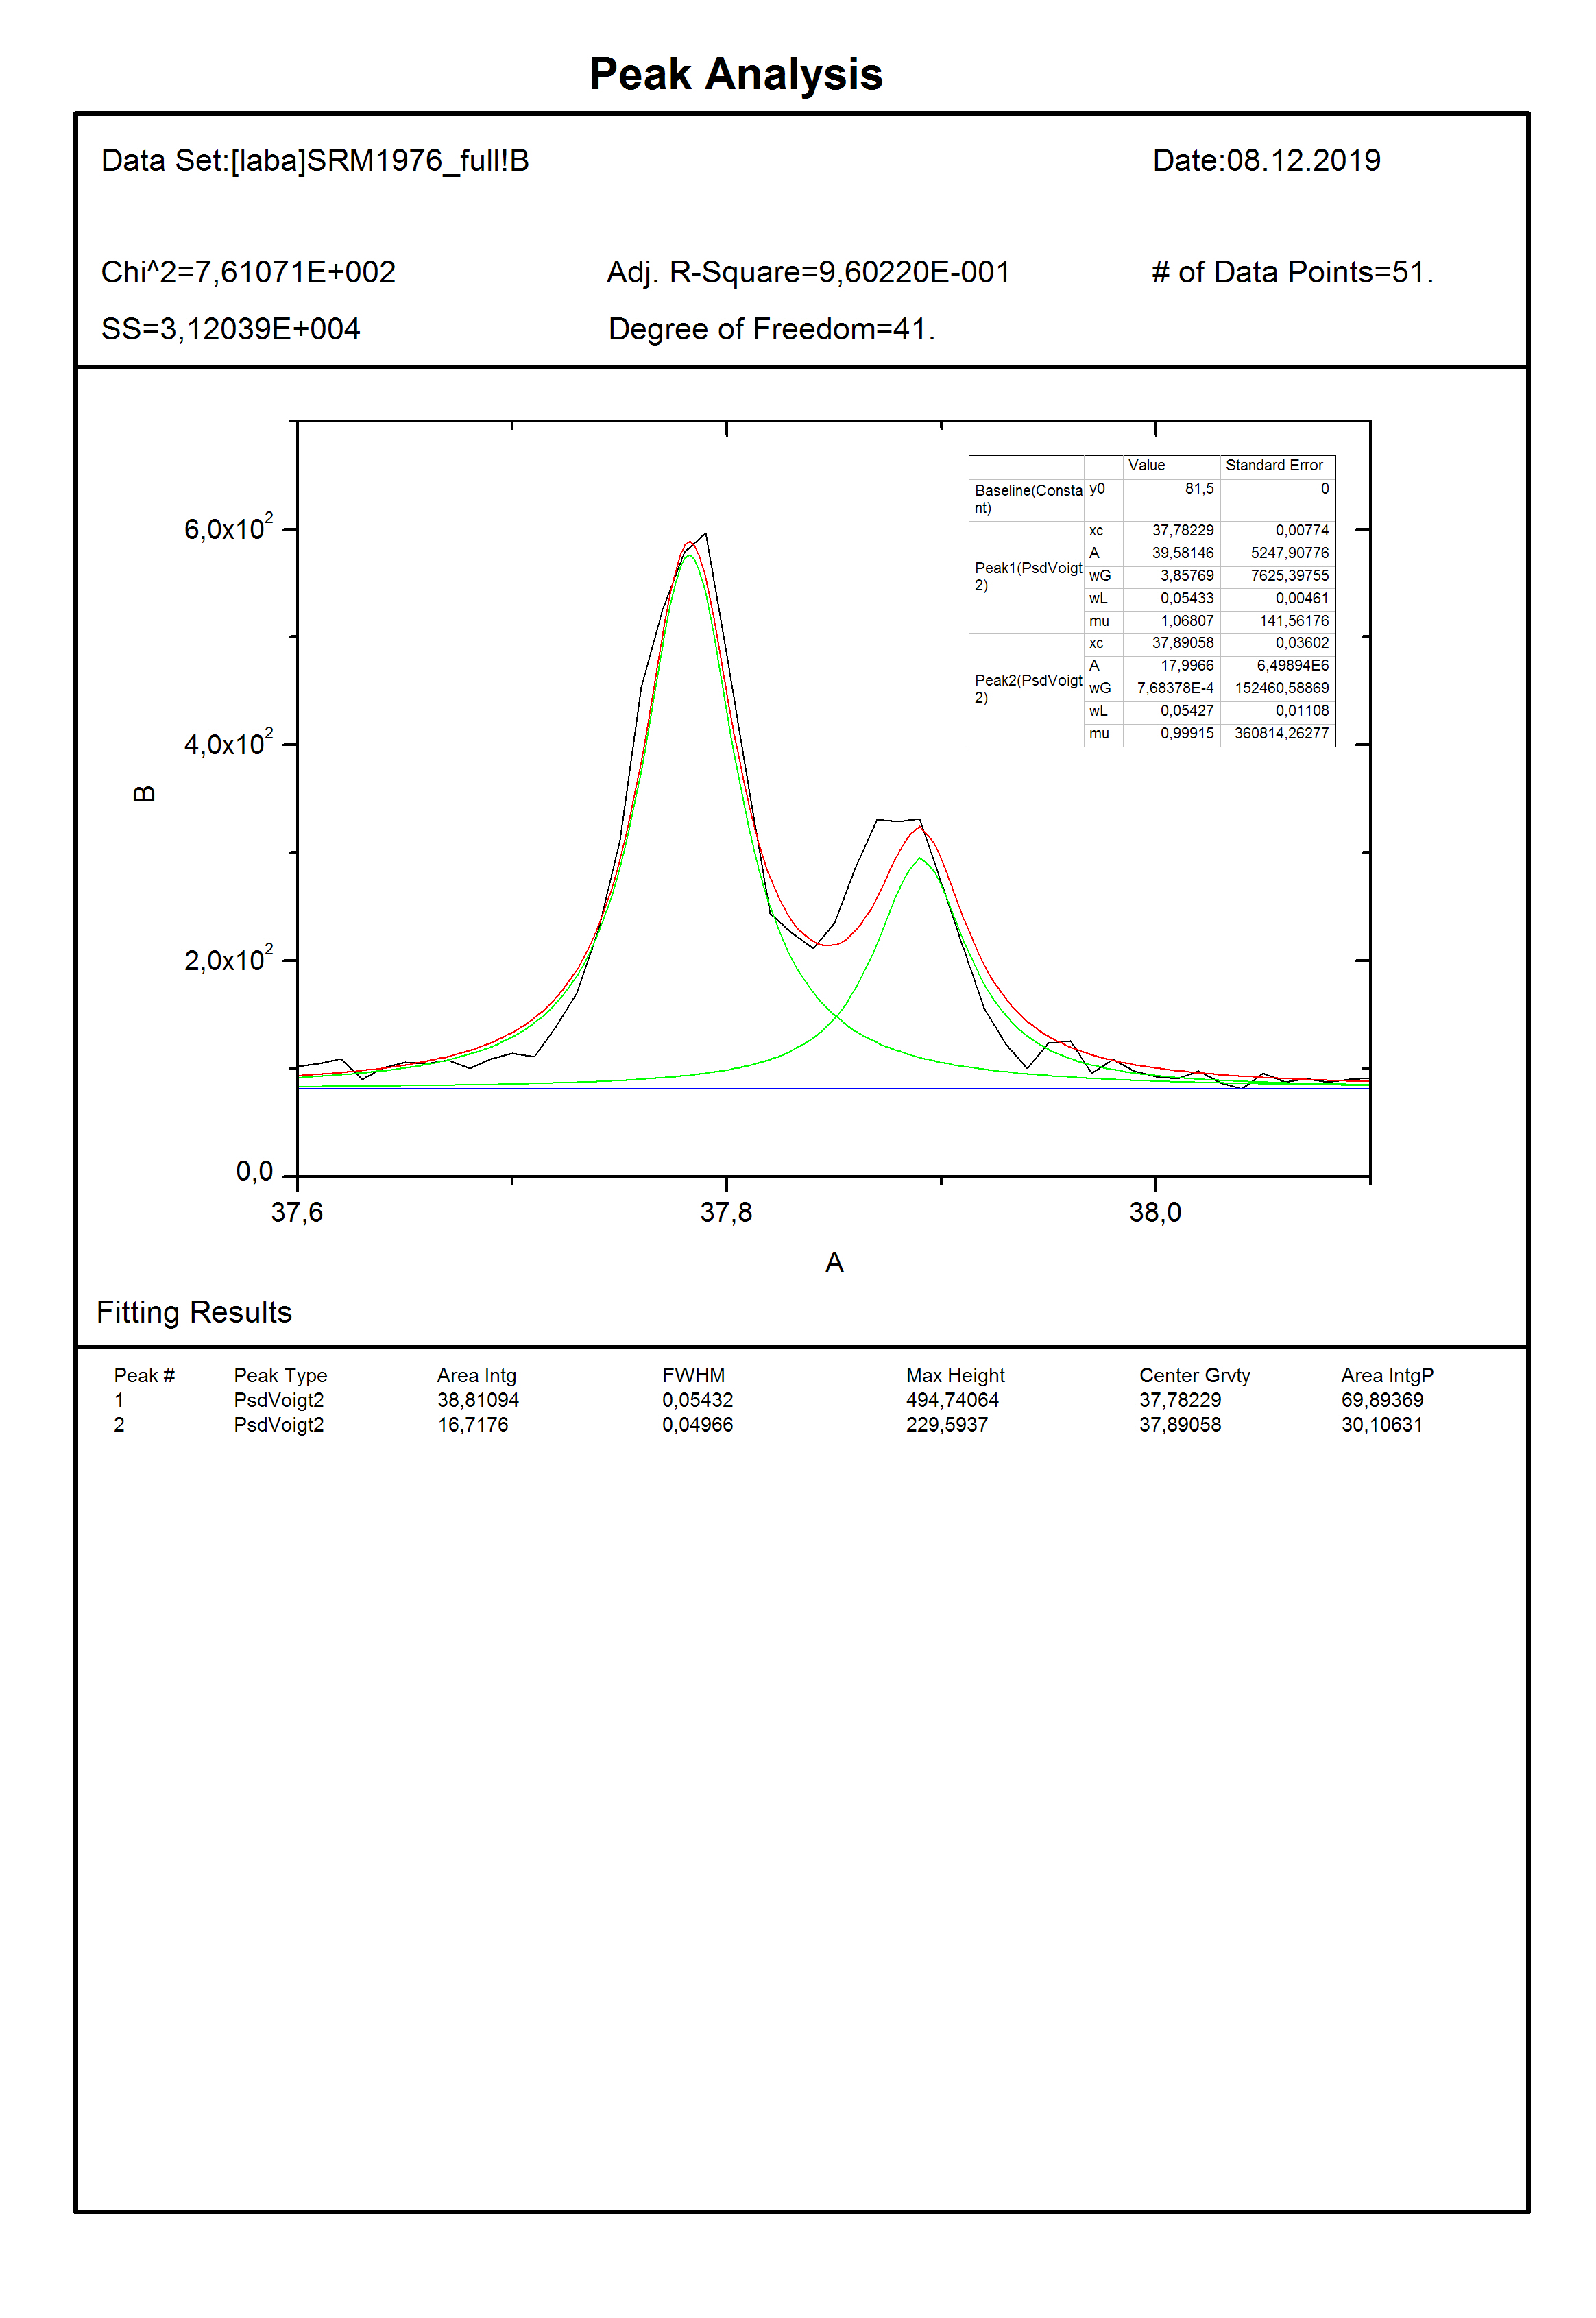 Peak Analysis
Data Set:[laba]SRM1976_full!B Date:08.12.2019
Chi^2=7,61071E+002 Adj. R-Square=9,60220E-001 # of Data Points=51.
SS=3,12039E+004 Degree of Freedom=41.
Value Standard Error
Baseline(Consta y0 81,5 0
nt)
xc 37,78229 0,00774
A 39,58146 5247,90776
Peak1(PsdVoigt wG 3,85769 7625,39755
2) wL 0,05433 0,00461
mu 1,06807 141,56176
xc 37,89058 0,03602
A 17,9966 6,49894E6
Peak2(PsdVoigt wG 7,68378E-4 152460,58869
2) wL 0,05427 0,01108
mu 0,99915 360814,26277
6,0x10²
4,0x10²
B
2,0x10²
0,0
37,6 37,8 38,0
A
Fitting Results
Peak # Peak Type Area Intg FWHM Max Height Center Grvty Area IntgP
1 PsdVoigt2 38,81094 0,05432 494,74064 37,78229 69,89369
2 PsdVoigt2 16,7176 0,04966 229,5937 37,89058 30,10631